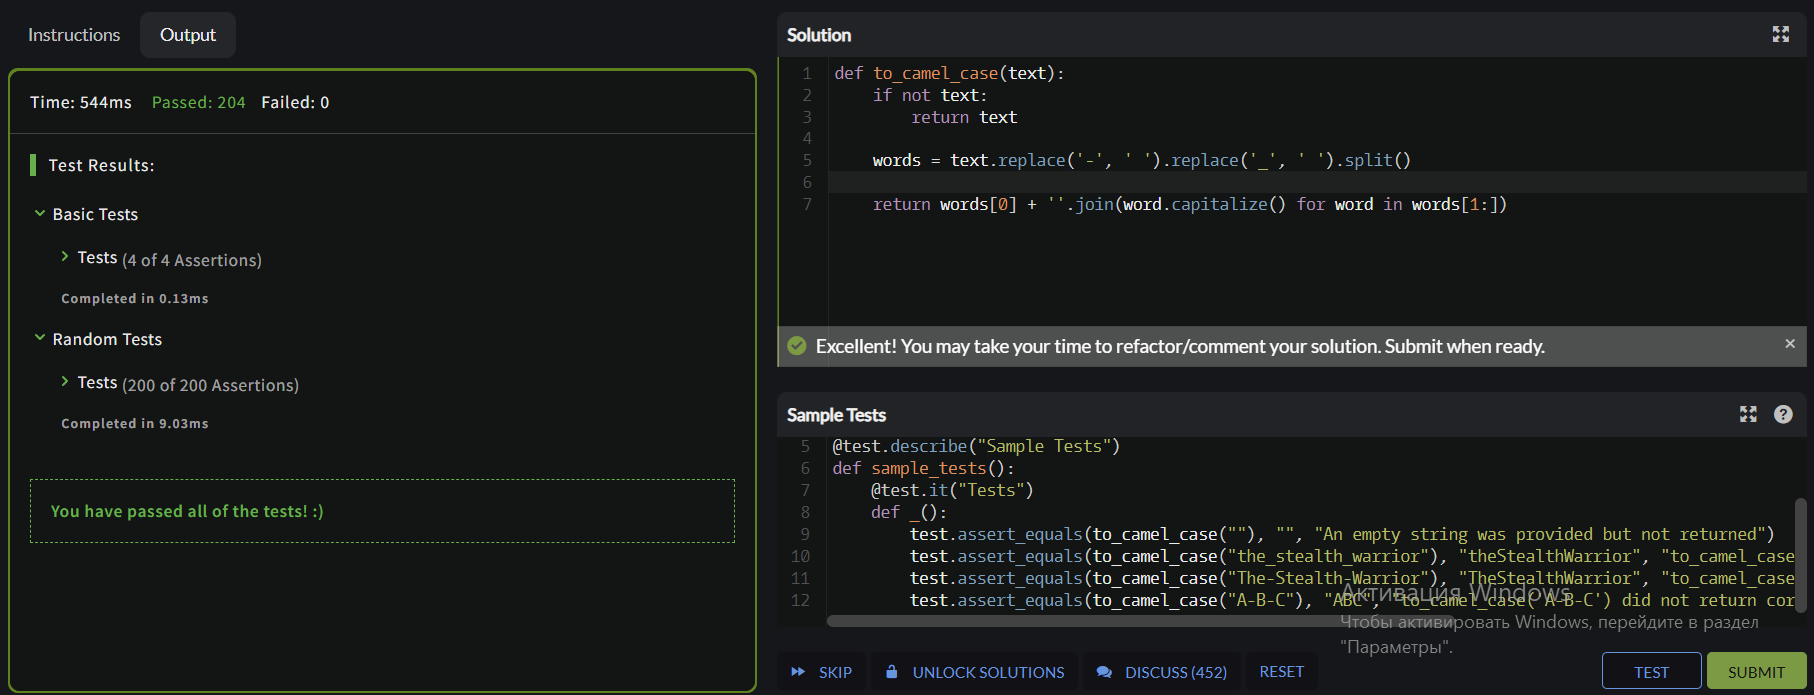 Instructions
Output
Time: 544ms Passed: 204 Failed: 0
Test Results:
Basic Tests
Tests (4 of 4 Assertions)
Completed in 0.13ms
Random Tests
Tests (200 of 200 Assertions)
Completed in 9.03ms
You have passed all of the tests! :)
Solution
1 def to_camel_case(text):
2     if not text:
3         return text
4
5     words = text.replace('-', ' ').replace('_', ' ').split()
6
7     return words[0] + ''.join(word.capitalize() for word in words[1:])
Excellent! You may take your time to refactor/comment your solution. Submit when ready.
Sample Tests
5 @test.describe("Sample Tests")
6 def sample_tests():
7     @test.it("Tests")
8     def _():
9         test.assert_equals(to_camel_case(""), "", "An empty string was provided but not returned")
10         test.assert_equals(to_camel_case("the_stealth_warrior"), "theStealthWarrior", "to_camel_case
11         test.assert_equals(to_camel_case("The-Stealth-Warrior"), "TheStealthWarrior", "to_camel_case
12         test.assert_equals(to_camel_case("A-B-C"), "ABC", "to_camel_case('A-B-C') did not return cor
Активация Windows
Чтобы активировать Windows, перейдите в раздел
"Параметры".
SKIP
UNLOCK SOLUTIONS
DISCUSS (452)
RESET
TEST
SUBMIT